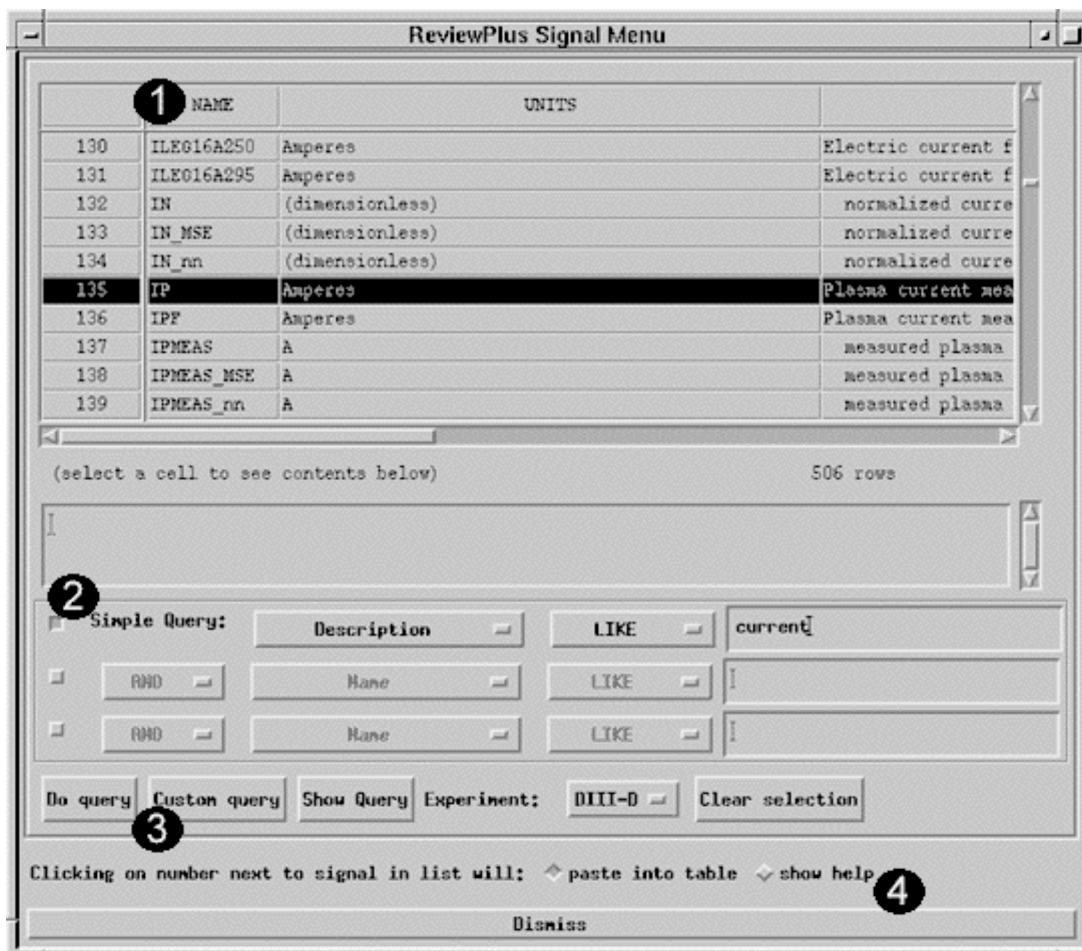 ReviewPlus Signal Menu
1 NAME UNITS
130 ILEG16A250 Amperes Electric current f
131 ILEG16A295 Amperes Electric current f
132 IN (dimensionless) normalized curre
133 IN_MSE (dimensionless) normalized curre
134 IN_nn (dimensionless) normalized curre
135 IP Amperes Plasma current mea
136 IPF Amperes Plasma current mea
137 IPMEAS A measured plasma
138 IPMEAS_MSE A measured plasma
139 IPMEAS_nn A measured plasma
(select a cell to see contents below) 506 rows
2
Simple Query: Description LIKE current
AND Name LIKE
AND Name LIKE
Do query Custom query Show Query Experiment: DIII-D Clear selection
3
Clicking on number next to signal in list will: paste into table show help
4
Dismiss